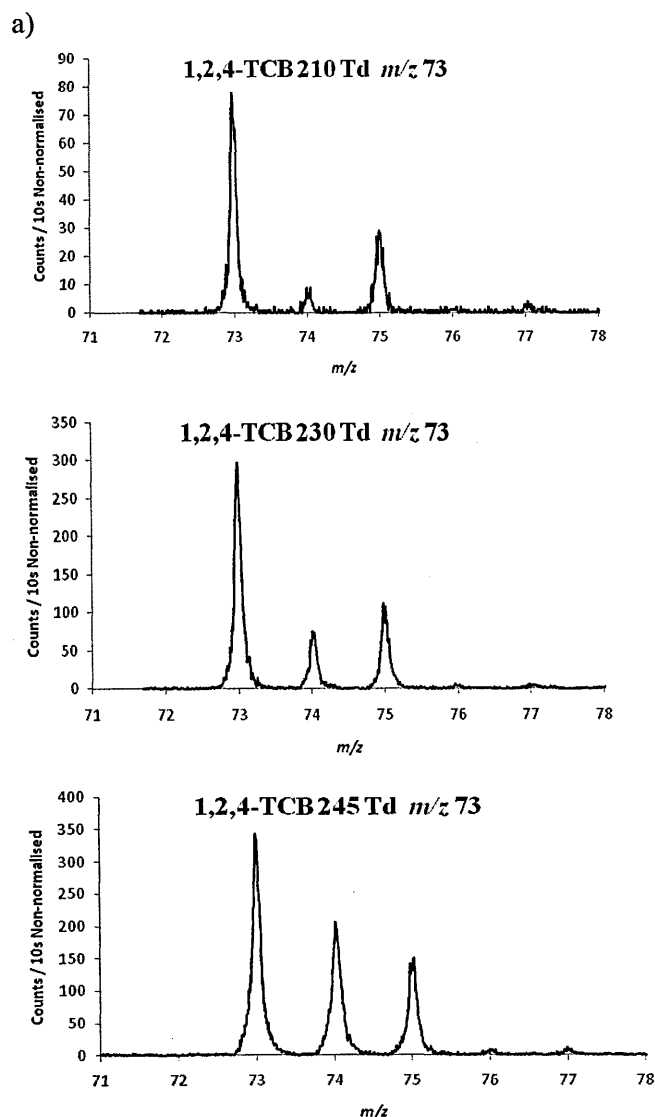 a)
1,2,4-TCB 210 Td m/z 73
Counts / 10s Non-normalised
90
80
70
60
50
40
30
20
10
0
71 72 73 74 75 76 77 78
m/z
1,2,4-TCB 230 Td m/z 73
Counts / 10s Non-normalised
350
300
250
200
150
100
50
0
71 72 73 74 75 76 77 78
m/z
1,2,4-TCB 245 Td m/z 73
Counts / 10s Non-normalised
400
350
300
250
200
150
100
50
0
71 72 73 74 75 76 77 78
m/z